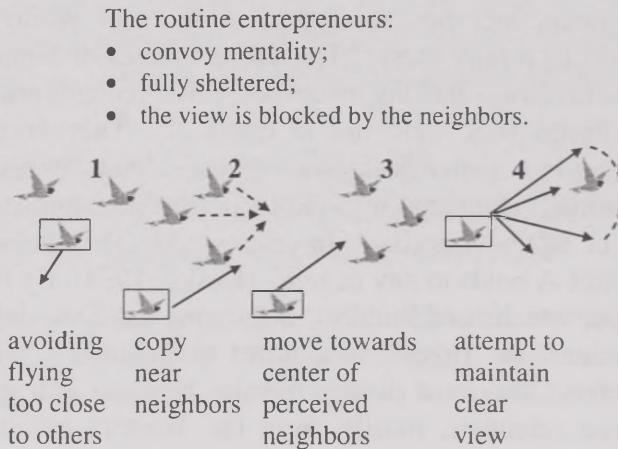 The routine entrepreneurs:
• convoy mentality;
• fully sheltered;
• the view is blocked by the neighbors.
1 2 3 4
avoiding
flying
too close
to others
copy
near
neighbors
move towards
center of
perceived
neighbors
attempt to
maintain
clear
view